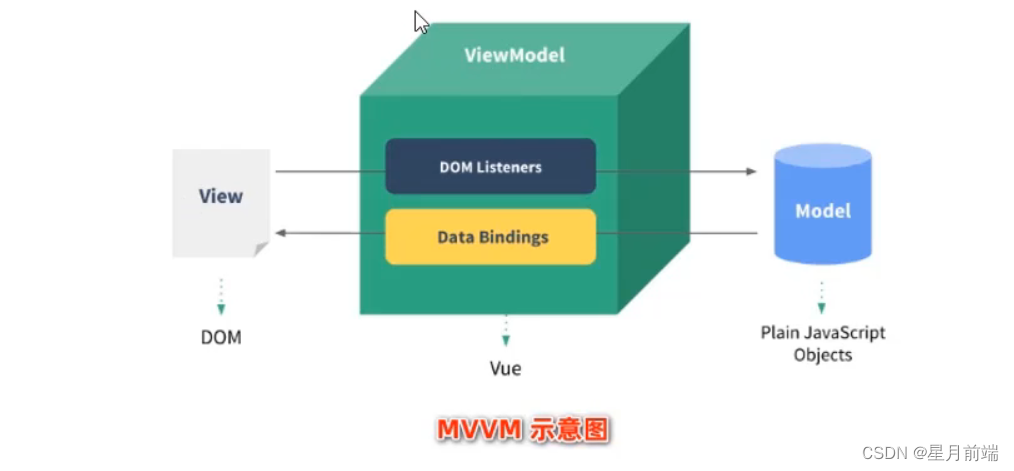 ViewModel
DOM Listeners
View
Model
Data Bindings
DOM
Plain JavaScript
Objects
Vue
MVVM 示意图
CSDN @星月前端